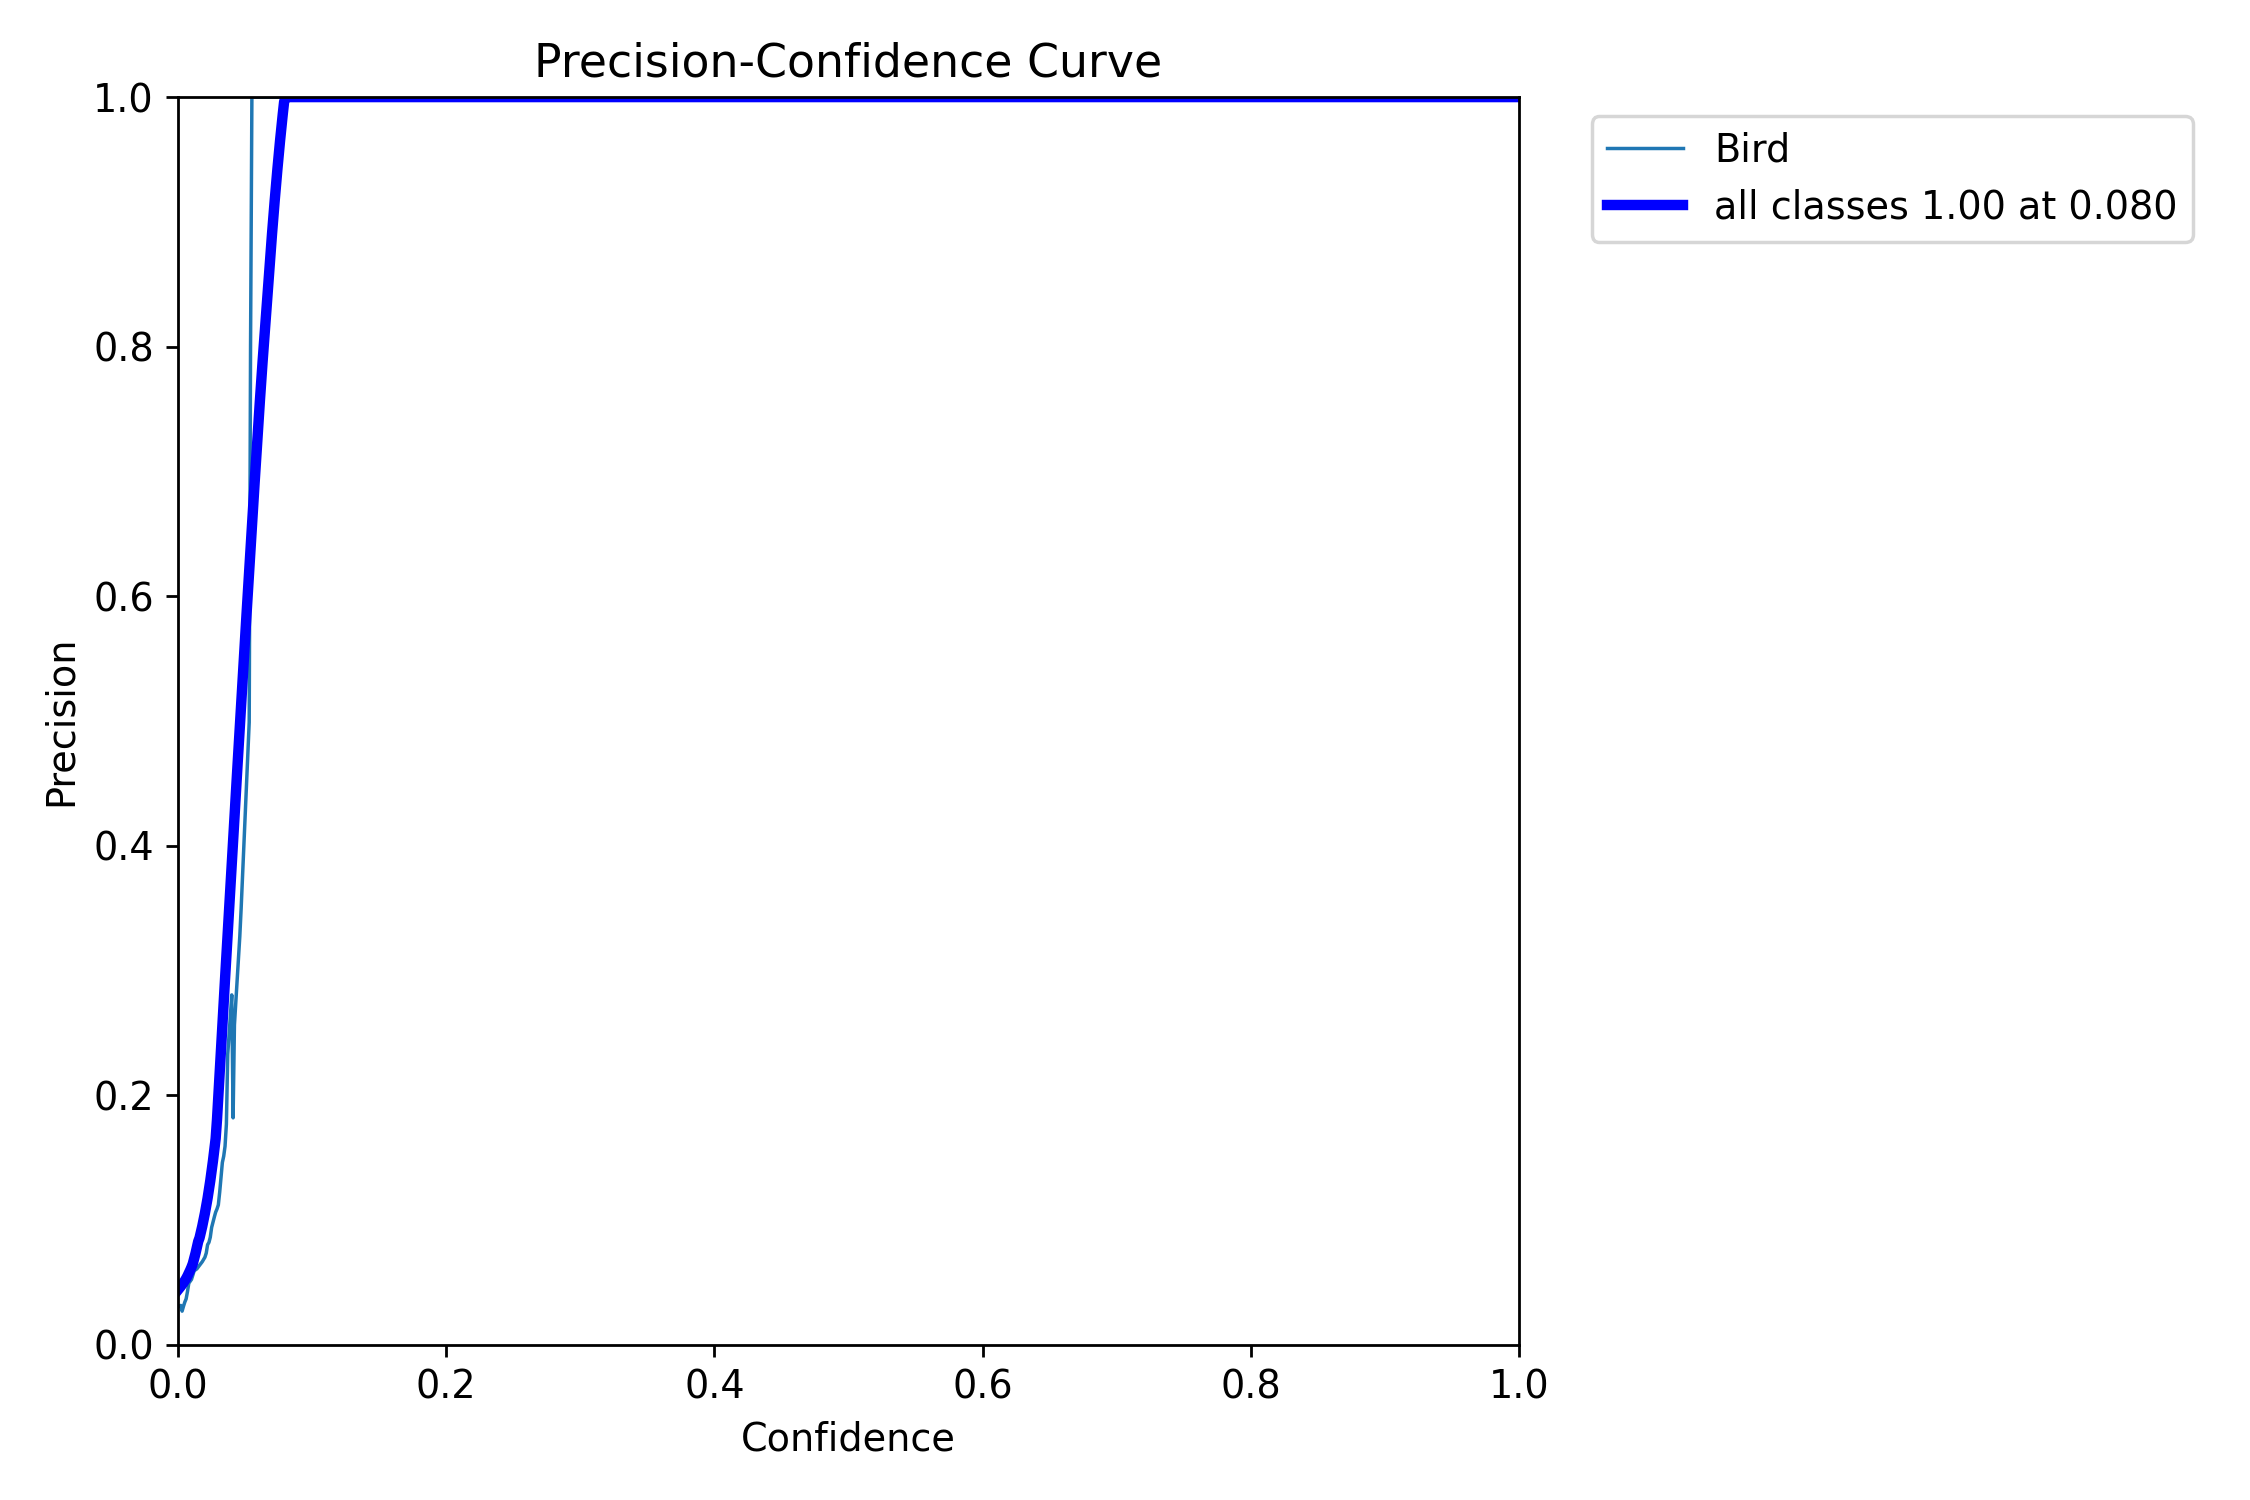 Precision-Confidence Curve
1.0
0.8
0.6
0.4
0.2
0.0
Precision
0.0 0.2 0.4 0.6 0.8 1.0
Confidence
Bird
all classes 1.00 at 0.080